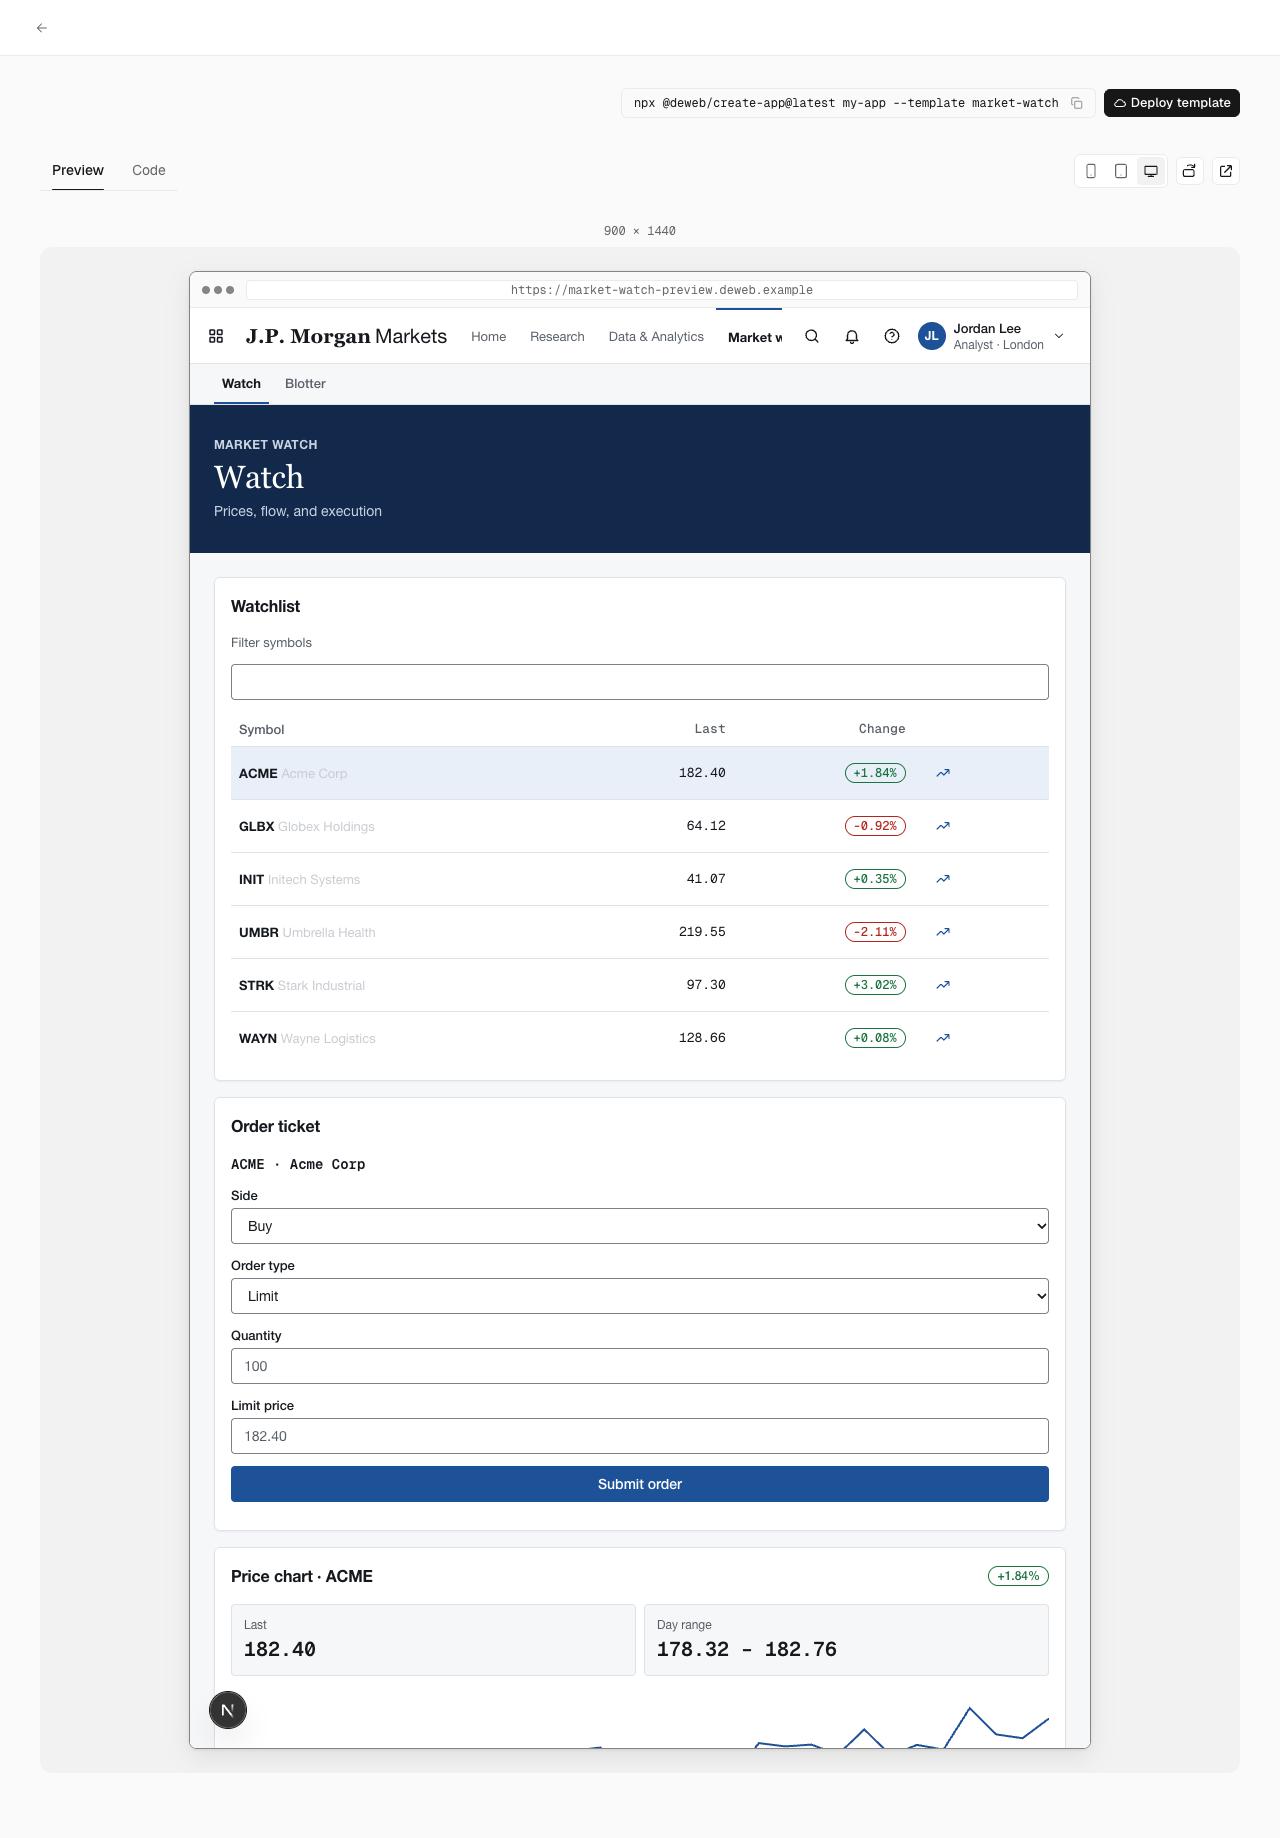 npx @deweb/create-app@latest my-app --template market-watch
Deploy template
Preview
Code
900 × 1440
https://market-watch-preview.deweb.example
J.P. Morgan Markets
Home
Research
Data & Analytics
Market w
JL
Jordan Lee
Analyst · London
Watch
Blotter
MARKET WATCH
Watch
Prices, flow, and execution
Watchlist
Filter symbols
Symbol Last Change
ACME Acme Corp 182.40 +1.84%
GLBX Globex Holdings 64.12 -0.92%
INIT Initech Systems 41.07 +0.35%
UMBR Umbrella Health 219.55 -2.11%
STRK Stark Industrial 97.30 +3.02%
WAYN Wayne Logistics 128.66 +0.08%
Order ticket
ACME · Acme Corp
Side
Buy
Order type
Limit
Quantity
100
Limit price
182.40
Submit order
Price chart · ACME
+1.84%
Last
182.40
Day range
178.32 – 182.76
N